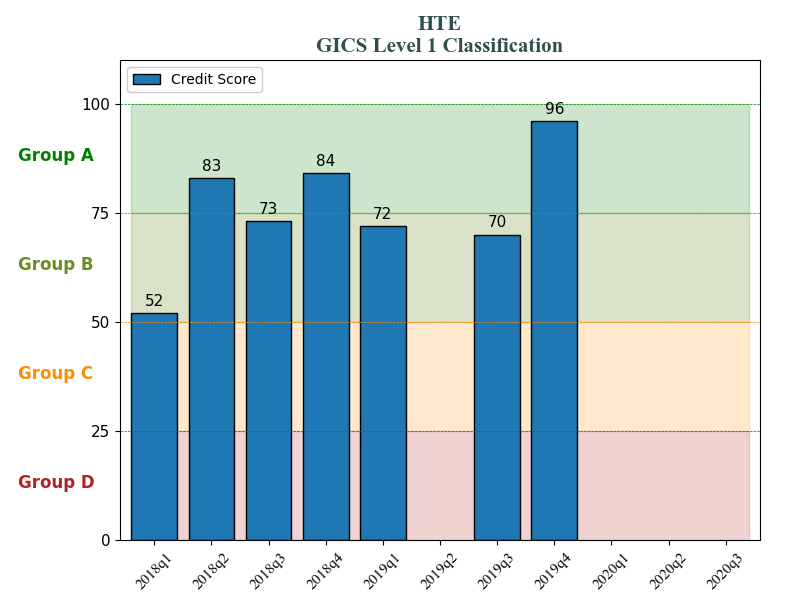 HTE
GICS Level 1 Classification
Credit Score
100
96
Group A
83
84
75
73
72
70
Group B
52
50
Group C
25
Group D
0
2018q1
2018q2
2018q3
2018q4
2019q1
2019q2
2019q3
2019q4
2020q1
2020q2
2020q3